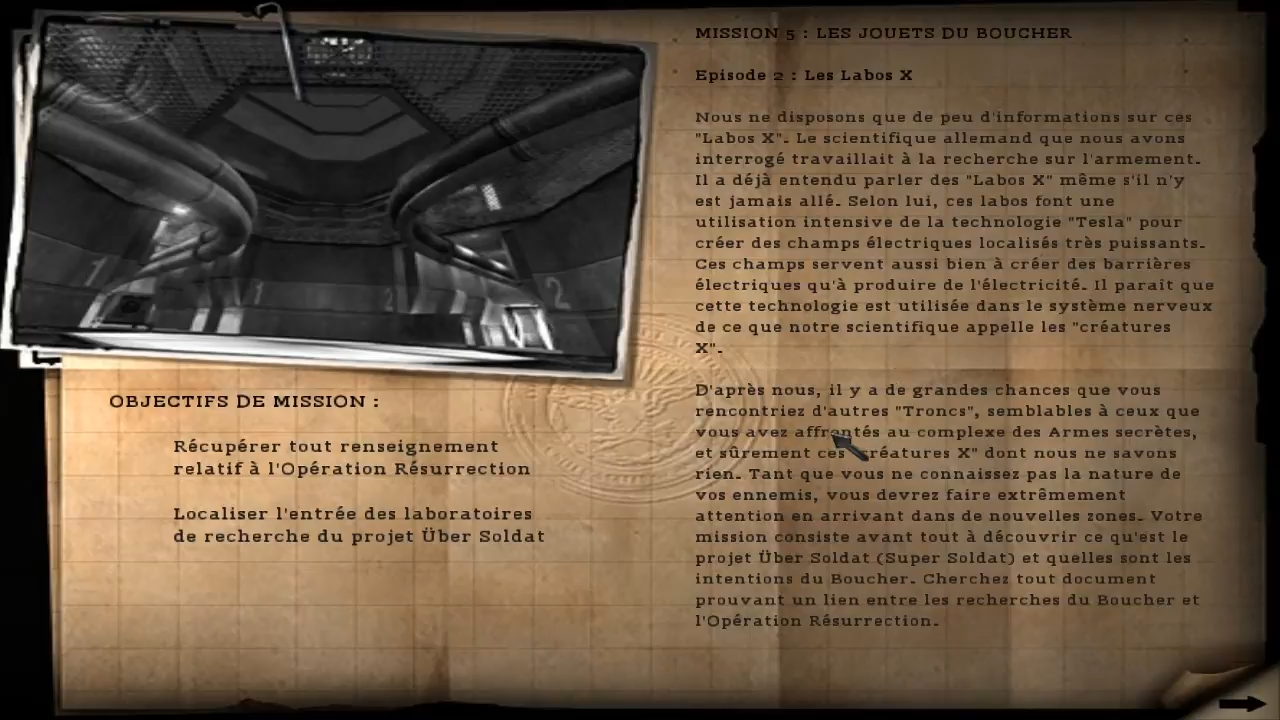 MISSION 5 : LES JOUETS DU BOUCHER
Episode 2 : Les Labos X
Nous ne disposons que de peu d'informations sur ces
"Labos X". Le scientifique allemand que nous avons
interrogé travaillait à la recherche sur l'armement.
Il a déjà entendu parler des "Labos X" même s'il n'y
est jamais allé. Selon lui, ces labos font une
utilisation intensive de la technologie "Tesla" pour
créer des champs électriques localisés très puissants.
Ces champs servent aussi bien à créer des barrières
électriques qu'à produire de l'électricité. Il paraît que
cette technologie est utilisée dans le système nerveux
de ce que notre scientifique appelle les "créatures
X".
D'après nous, il y a de grandes chances que vous
rencontriez d'autres "Troncs", semblables à ceux que
vous avez affrontés au complexe des Armes secrètes,
et sûrement ces "créatures X" dont nous ne savons
rien. Tant que vous ne connaissez pas la nature de
vos ennemis, vous devrez faire extrêmement
attention en arrivant dans de nouvelles zones. Votre
mission consiste avant tout à découvrir ce qu'est le
projet Über Soldat (Super Soldat) et quelles sont les
intentions du Boucher. Cherchez tout document
prouvant un lien entre les recherches du Boucher et
l'Opération Résurrection.
OBJECTIFS DE MISSION :
Récupérer tout renseignement
relatif à l'Opération Résurrection
Localiser l'entrée des laboratoires
de recherche du projet Über Soldat
1
1
2
2